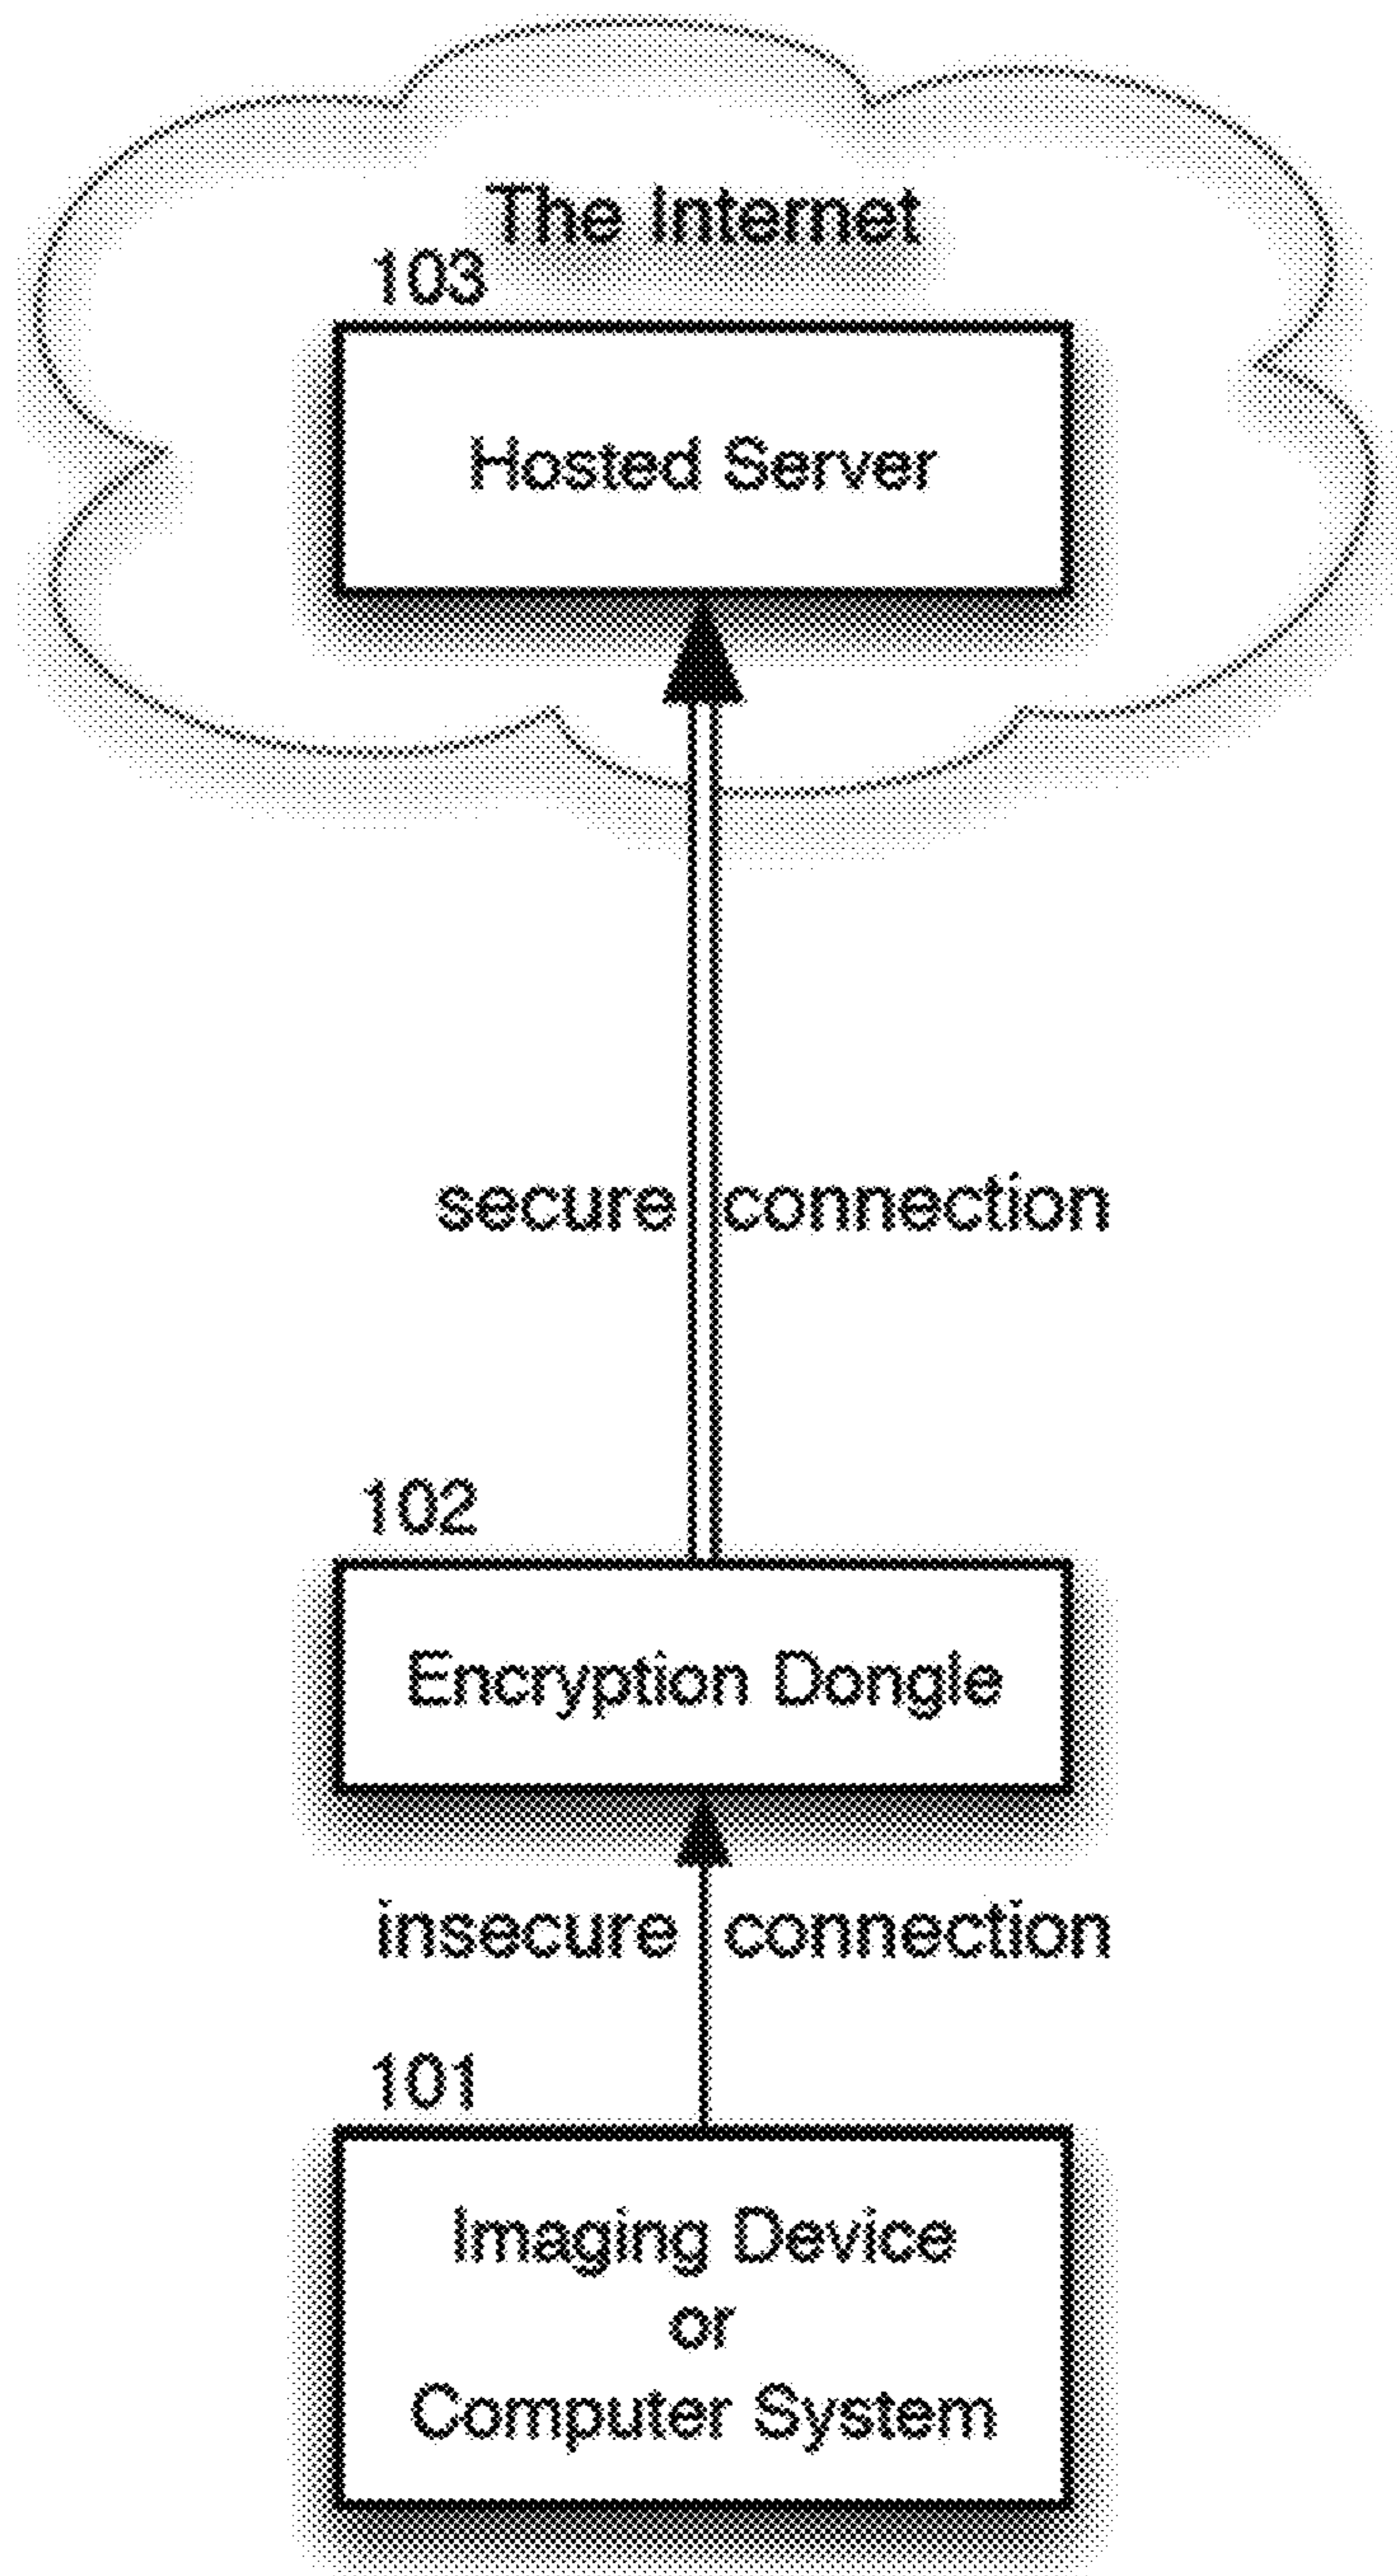 The Internet
103
Hosted Server
secure connection
102
Encryption Dongle
insecure connection
101
Imaging Device
or
Computer System